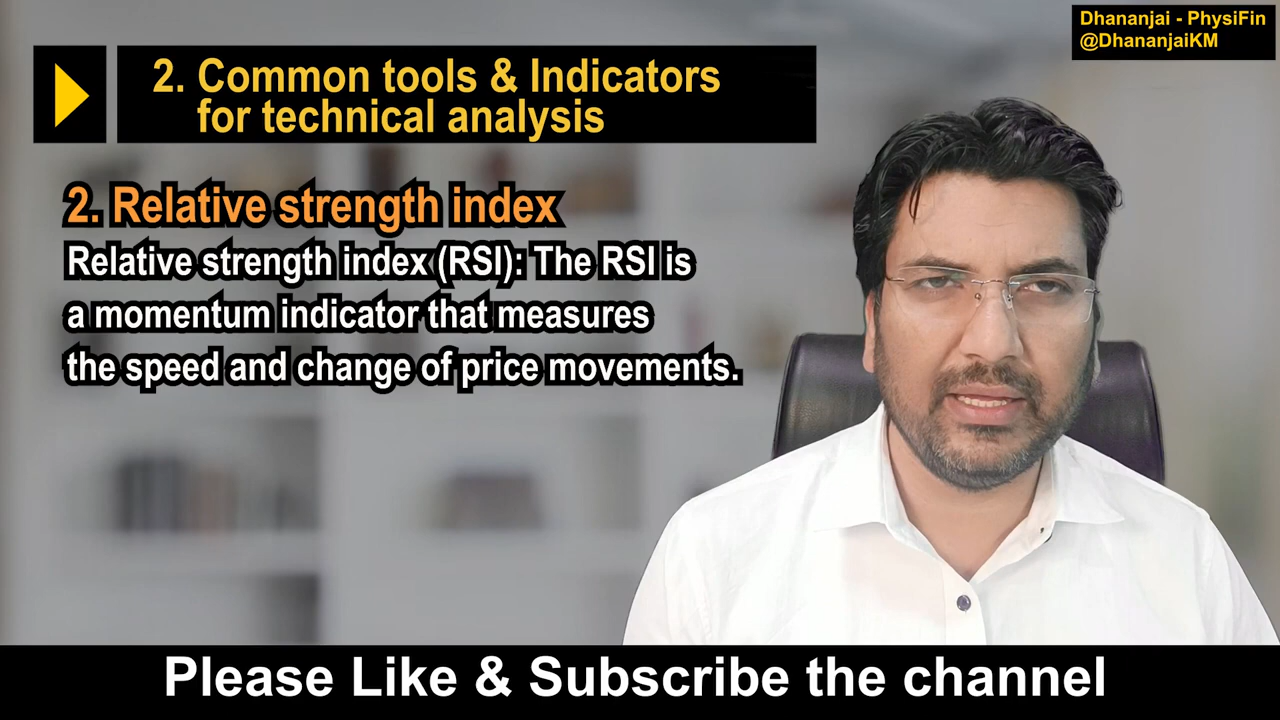 Dhananjai - PhysiFin
@DhananjaiKM
2. Common tools & Indicators
for technical analysis
2. Relative strength index
Relative strength index (RSI): The RSI is
a momentum indicator that measures
the speed and change of price movements.
Please Like & Subscribe the channel